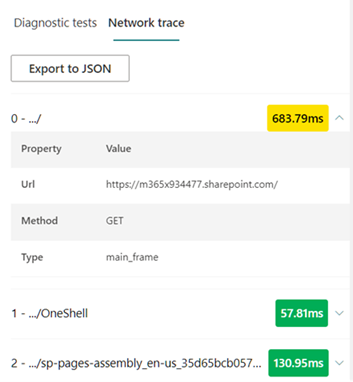 Diagnostic tests Network trace
Export to JSON
0 - .../ 683.79ms
Property Value
Url https://m365x934477.sharepoint.com/
Method GET
Type main_frame
1 - .../OneShell 57.81ms
2 - .../sp-pages-assembly_en-us_35d65bcb057... 130.95ms